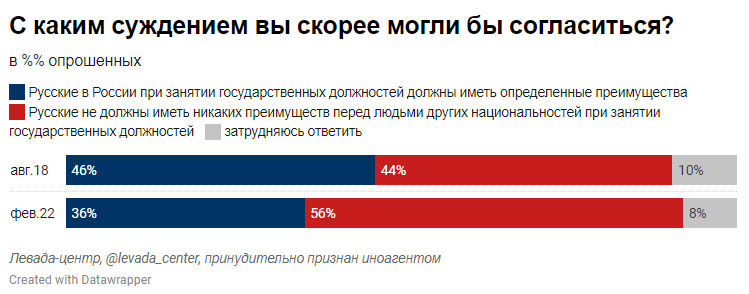 С каким суждением вы скорее могли бы согласиться?
в %% опрошенных
Русские в России при занятии государственных должностей должны иметь определенные преимущества
Русские не должны иметь никаких преимуществ перед людьми других национальностей при занятии
государственных должностей затрудняюсь ответить
авг.18 46% 44% 10%
фев.22 36% 56% 8%
Левада-центр, @levada_center, принудительно признан иноагентом
Created with Datawrapper